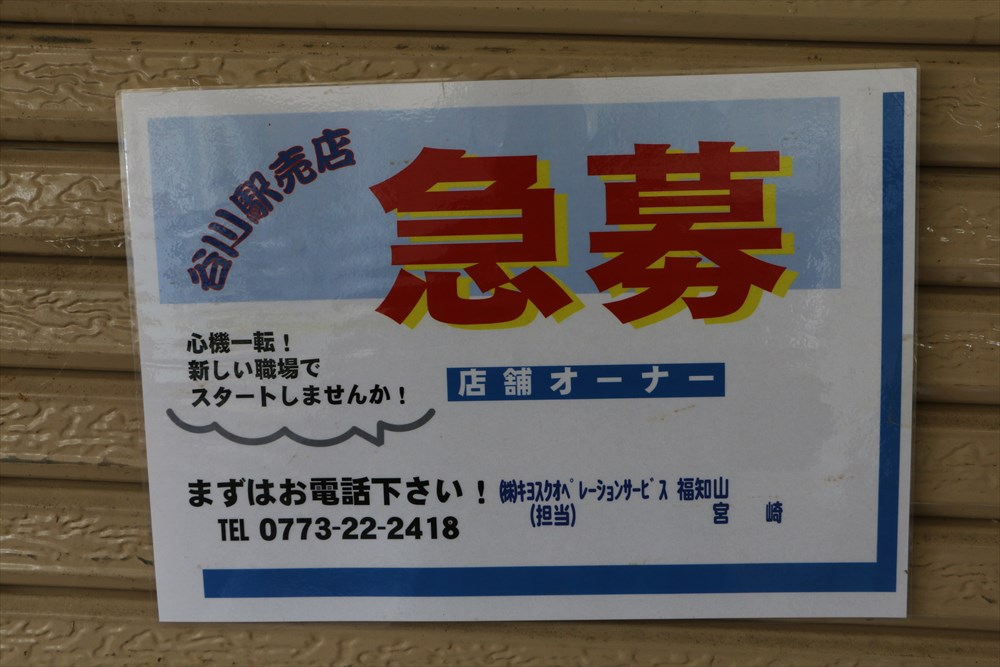 谷川駅売店
急募
心機一転！
新しい職場で
スタートしませんか！
店舗オーナー
まずはお電話下さい！
㈱キヨスクオペレーションサービス 福知山
TEL 0773-22-2418
(担当) 宮 崎